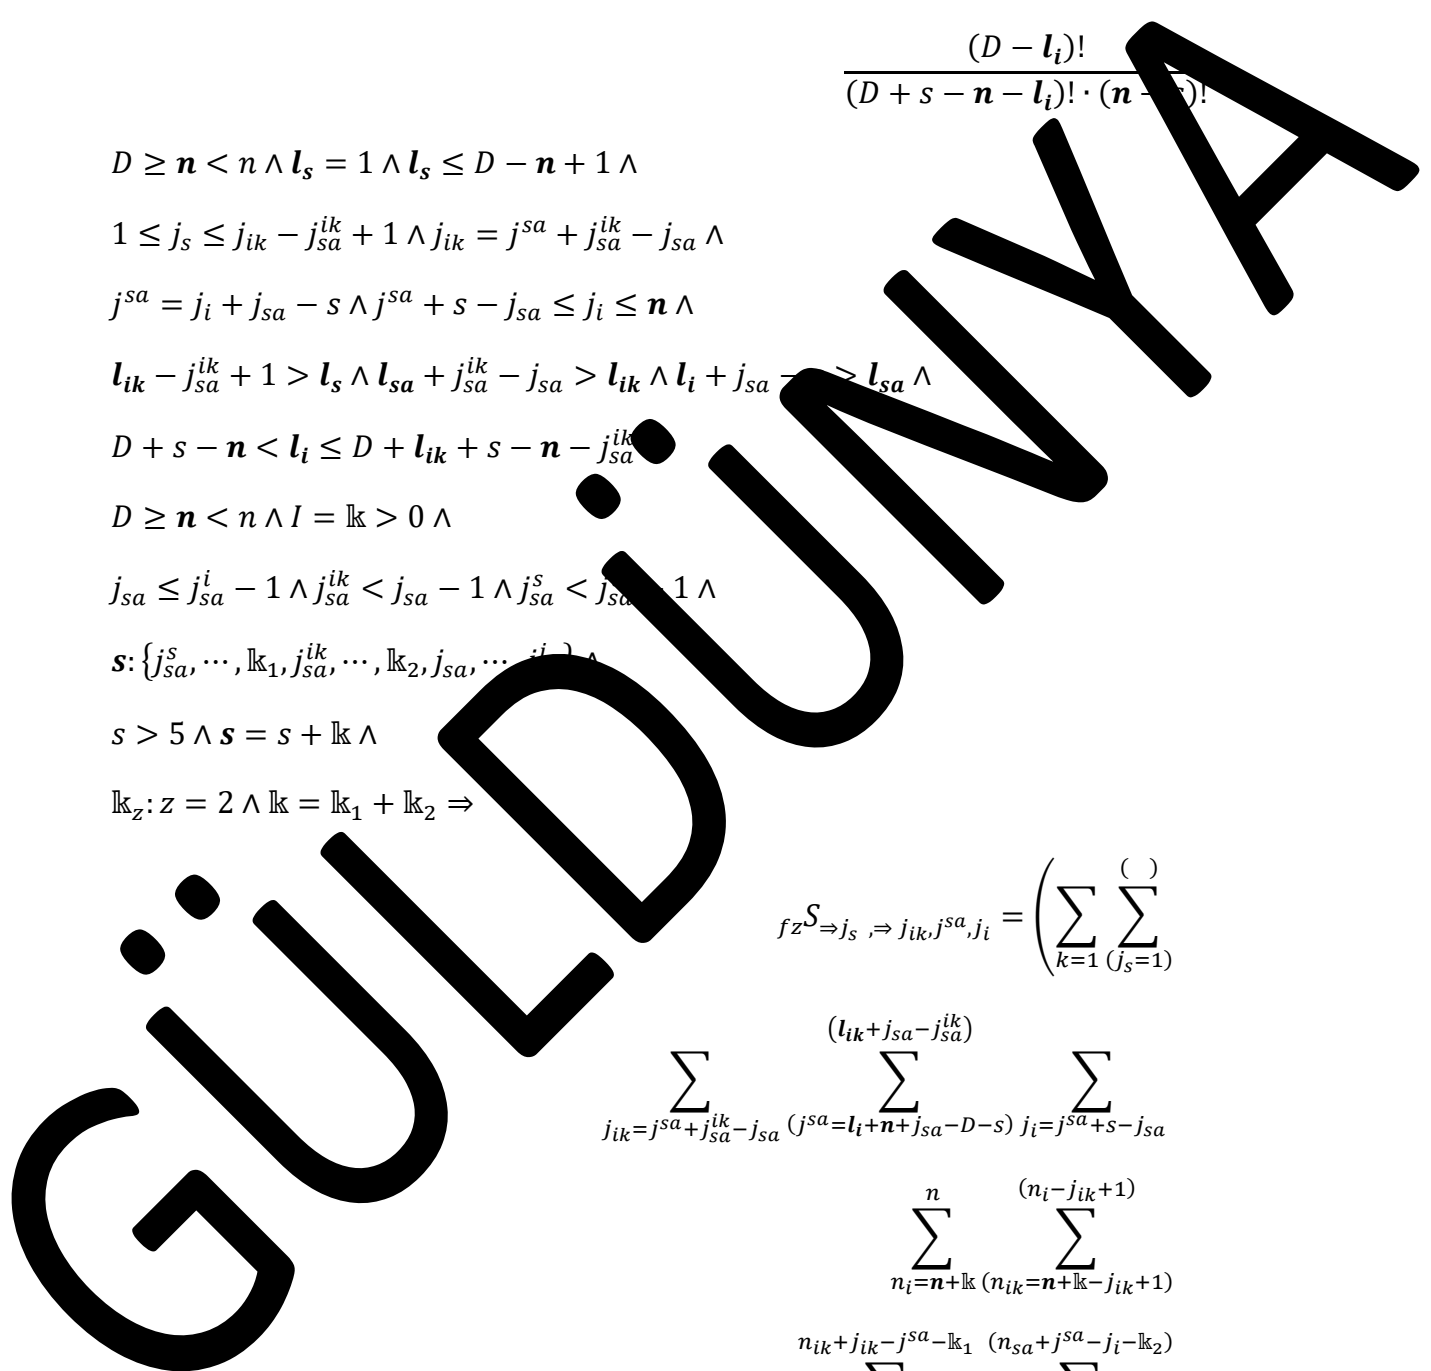 (D − l_i)!
(D + s − n − l_i)! · (n − s)!
D ≥ n < n ∧ l_s = 1 ∧ l_s ≤ D − n + 1 ∧
1 ≤ j_s ≤ j_ik − j_sa^ik + 1 ∧ j_ik = j^sa + j_sa^ik − j_sa ∧
j^sa = j_i + j_sa − s ∧ j^sa + s − j_sa ≤ j_i ≤ n ∧
l_ik − j_sa^ik + 1 > l_s ∧ l_sa + j_sa^ik − j_sa > l_ik ∧ l_i + j_sa − > l_sa ∧
D + s − n < l_i ≤ D + l_ik + s − n − j_sa^ik
D ≥ n < n ∧ I = 𝕜 > 0 ∧
j_sa ≤ j_sa^i − 1 ∧ j_sa^ik < j_sa − 1 ∧ j_sa^s < j_sa 1 ∧
s: {j_sa^s, ⋯, 𝕜_1, j_sa^ik, ⋯, 𝕜_2, j_sa, ⋯ } ∧
s > 5 ∧ s = s + 𝕜 ∧
𝕜_z: z = 2 ∧ 𝕜 = 𝕜_1 + 𝕜_2 ⇒
_fz S_⇒j_s ,⇒ j_ik,j^sa,j_i = ( ∑_{k=1} ∑_{(j_s=1)}^{( )}
∑_{j_ik=j^sa+j_sa^ik−j_sa} ∑_{(j^sa=l_i+n+j_sa−D−s)}^{(l_ik+j_sa−j_sa^ik)} ∑_{j_i=j^sa+s−j_sa}
∑_{n_i=n+𝕜}^{n} ∑_{(n_ik=n+𝕜−j_ik+1)}^{(n_i−j_ik+1)}
n_ik+j_ik−j^sa−𝕜_1 (n_sa+j^sa−j_i−𝕜_2)
GÜLDÜNYA